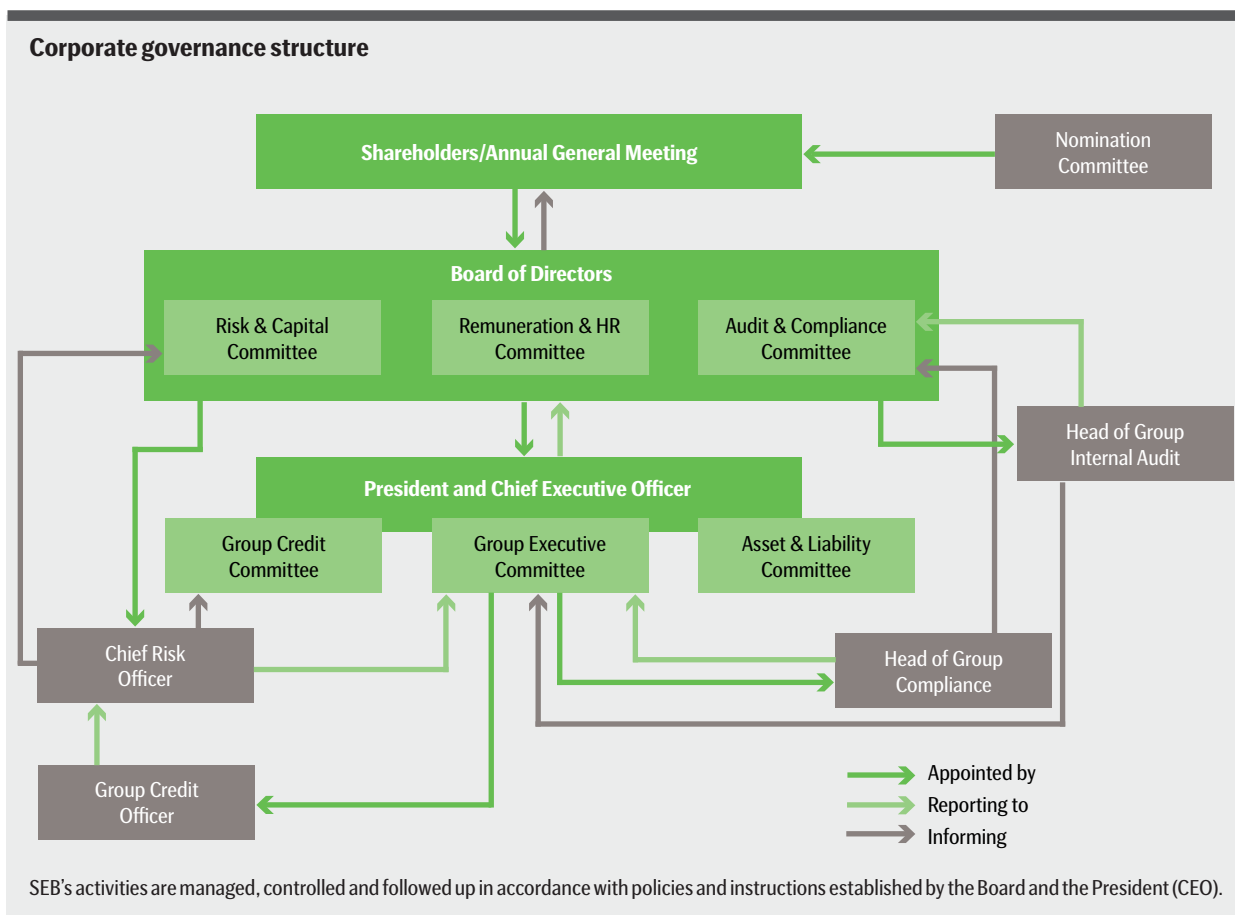 Corporate governance structure
Shareholders/Annual General Meeting
Nomination
Committee
Board of Directors
Risk & Capital
Committee
Remuneration & HR
Committee
Audit & Compliance
Committee
Head of Group
Internal Audit
President and Chief Executive Officer
Group Credit
Committee
Group Executive
Committee
Asset & Liability
Committee
Chief Risk
Officer
Head of Group
Compliance
Group Credit
Officer
Appointed by
Reporting to
Informing
SEB's activities are managed, controlled and followed up in accordance with policies and instructions established by the Board and the President (CEO).